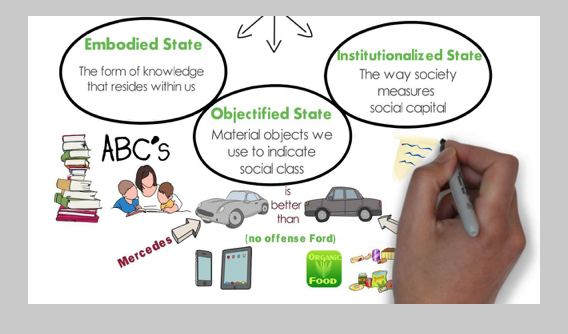 Embodied State
The form of knowledge
that resides within us
Institutionalized State
The way society
measures
social capital
Objectified State
Material objects we
use to indicate
social class
ABC's
is
better
than
Mercedes
(no offense Ford)
ORGANIC
FOOD